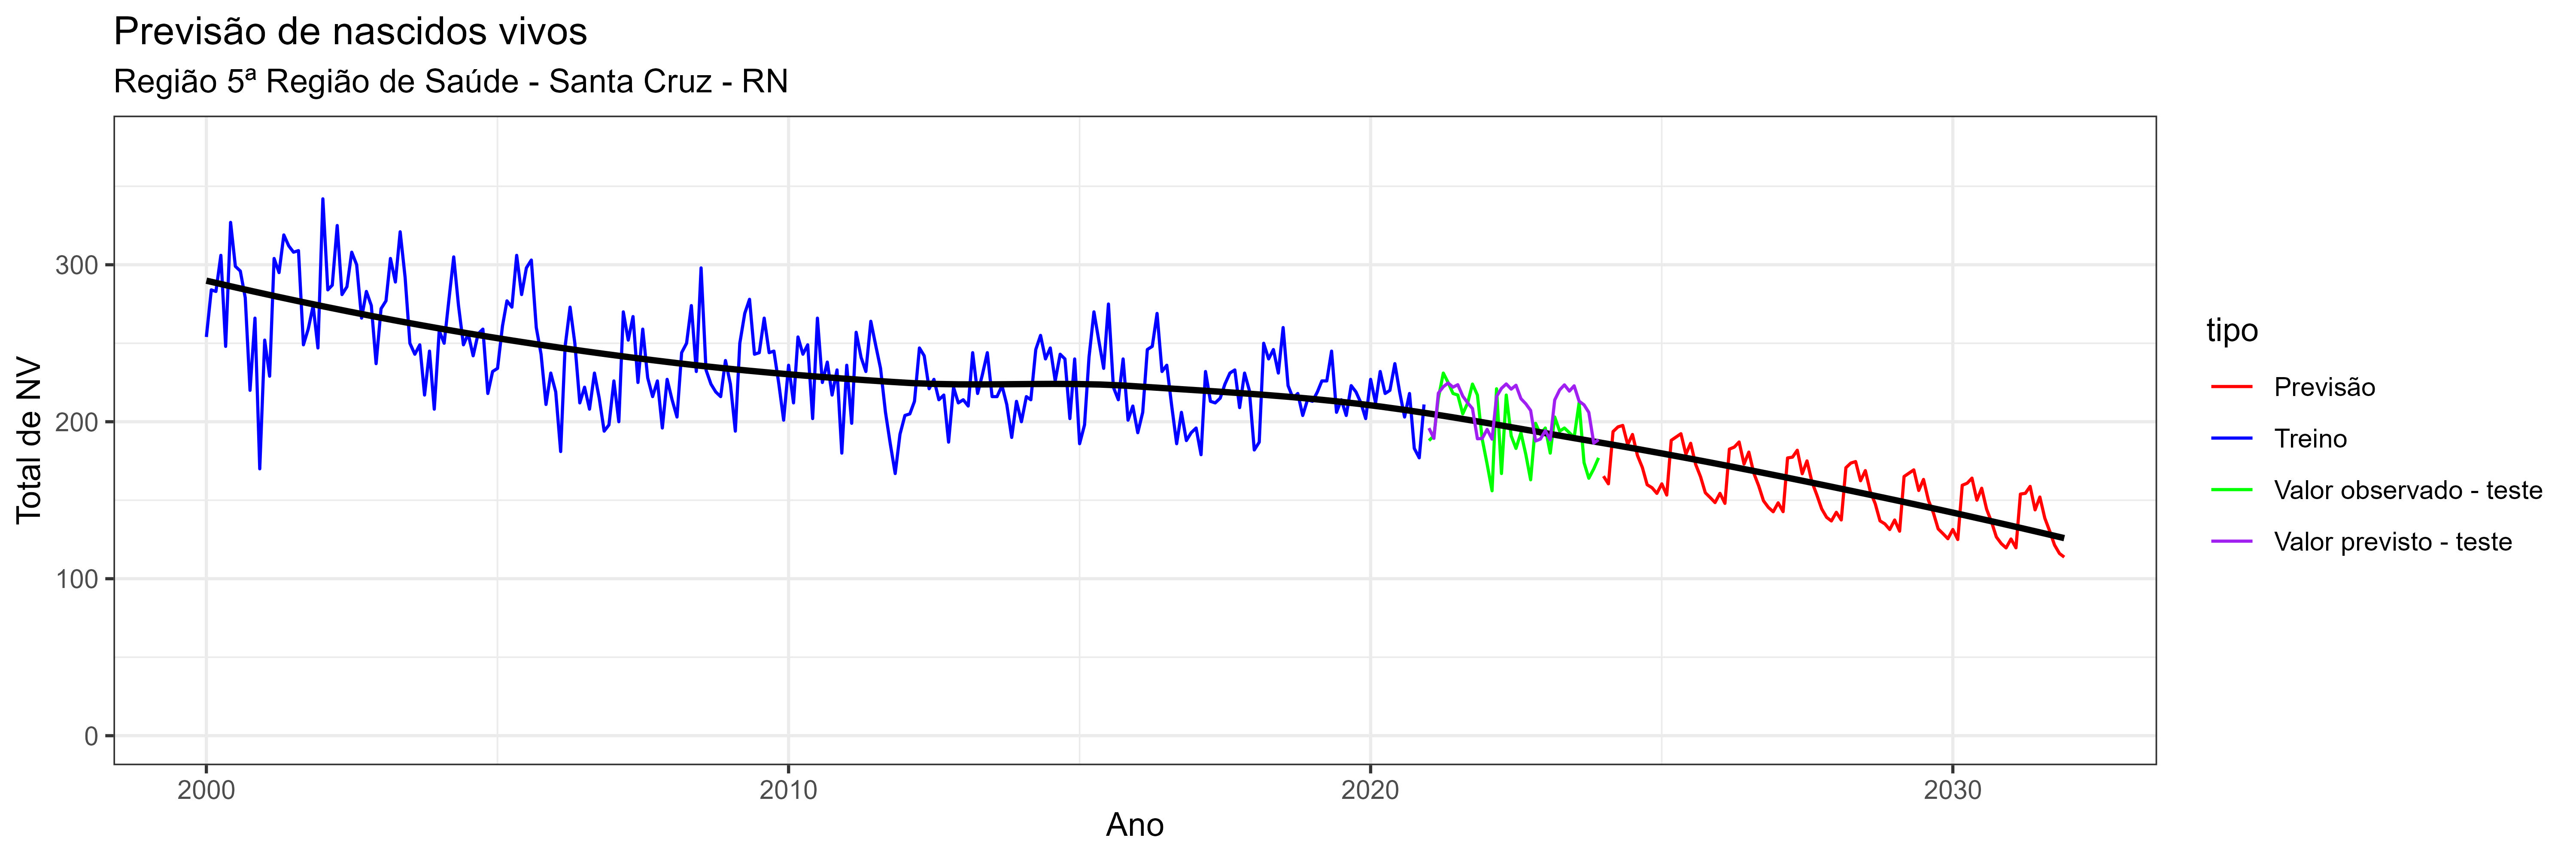 Previsão de nascidos vivos
Região 5ª Região de Saúde - Santa Cruz - RN
Total de NV
300
200
100
0
2000
2010
2020
2030
Ano
tipo
Previsão
Treino
Valor observado - teste
Valor previsto - teste